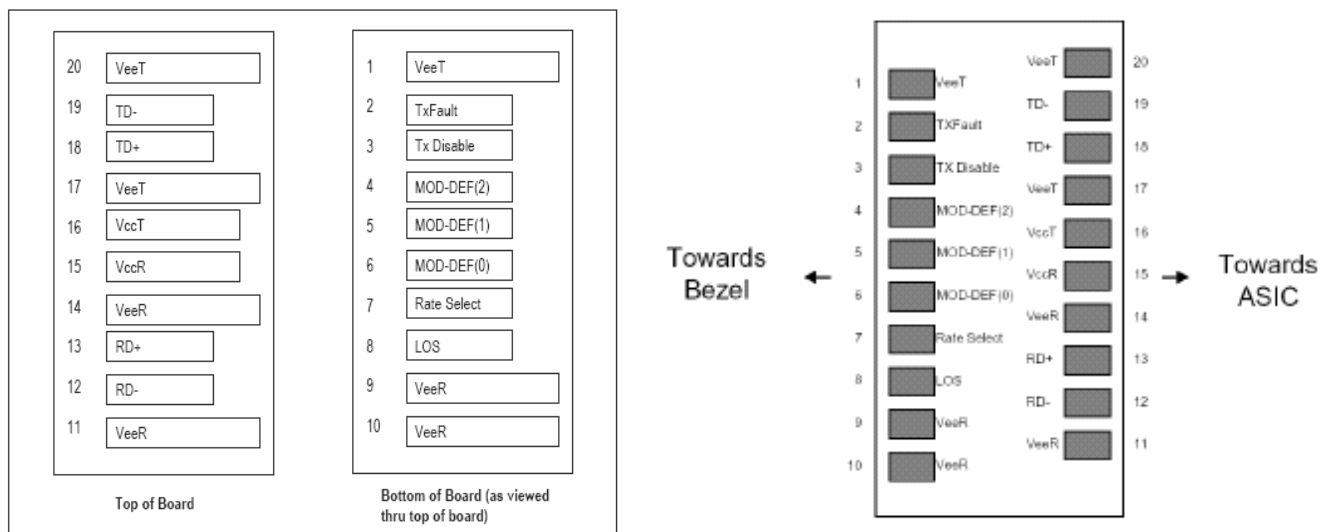 20 VeeT
19 TD-
18 TD+
17 VeeT
16 VccT
15 VccR
14 VeeR
13 RD+
12 RD-
11 VeeR
Top of Board
1 VeeT
2 TxFault
3 Tx Disable
4 MOD-DEF(2)
5 MOD-DEF(1)
6 MOD-DEF(0)
7 Rate Select
8 LOS
9 VeeR
10 VeeR
Bottom of Board (as viewed
thru top of board)
Towards
Bezel
1 VeeT
2 TXFault
3 TX Disable
4 MOD-DEF(2)
5 MOD-DEF(1)
6 MOD-DEF(0)
7 Rate Select
8 LOS
9 VeeR
10 VeeR
VeeT 20
TD- 19
TD+ 18
VeeT 17
VccT 16
VccR 15
VeeR 14
RD+ 13
RD- 12
VeeR 11
Towards
ASIC